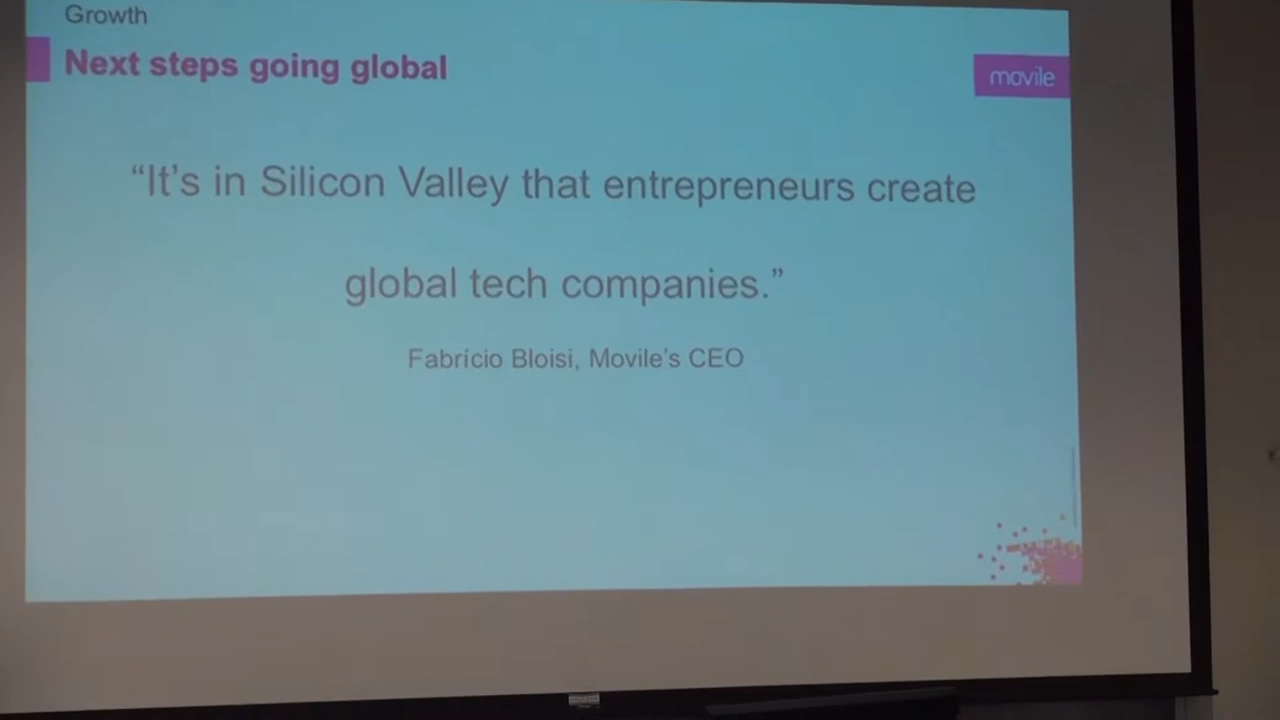 Growth
Next steps going global
movile
“It’s in Silicon Valley that entrepreneurs create
global tech companies.”
Fabrício Bloisi, Movile’s CEO